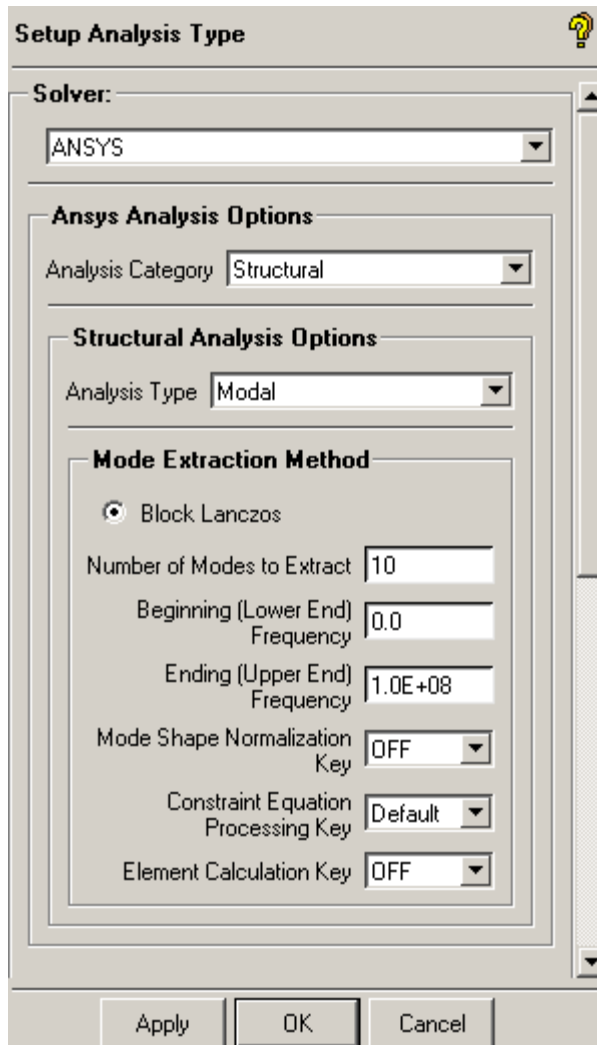 Setup Analysis Type
Solver:
ANSYS
Ansys Analysis Options
Analysis Category Structural
Structural Analysis Options
Analysis Type Modal
Mode Extraction Method
Block Lanczos
Number of Modes to Extract 10
Beginning (Lower End)
Frequency 0.0
Ending (Upper End)
Frequency 1.0E+08
Mode Shape Normalization
Key OFF
Constraint Equation
Processing Key Default
Element Calculation Key OFF
Apply OK Cancel